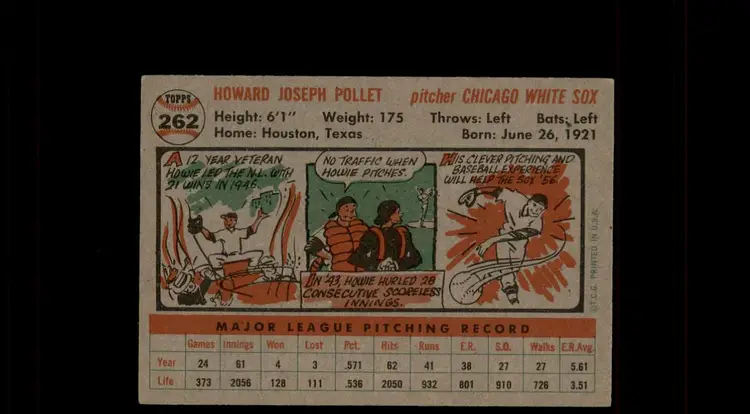 TOPPS
262
HOWARD JOSEPH POLLET pitcher CHICAGO WHITE SOX
Height: 6'1" Weight: 175 Throws: Left Bats: Left
Home: Houston, Texas Born: June 26, 1921
A 12 YEAR VETERAN
HOWIE LED THE N.L. WITH
21 WINS IN 1946.
NO TRAFFIC WHEN
HOWIE PITCHES.
IN '43, HOWIE HURLED 28
CONSECUTIVE SCORELESS
INNINGS.
HIS CLEVER PITCHING AND
BASEBALL EXPERIENCE
WILL HELP THE SOX '56.
©T.C.G. PRINTED IN U.S.A.
MAJOR LEAGUE PITCHING RECORD
Games Innings Won Lost Pct. Hits Runs E.R. S.O. Walks E.R.Avg.
Year 24 61 4 3 .571 62 41 38 27 27 5.61
Life 373 2056 128 111 .536 2050 932 801 910 726 3.51